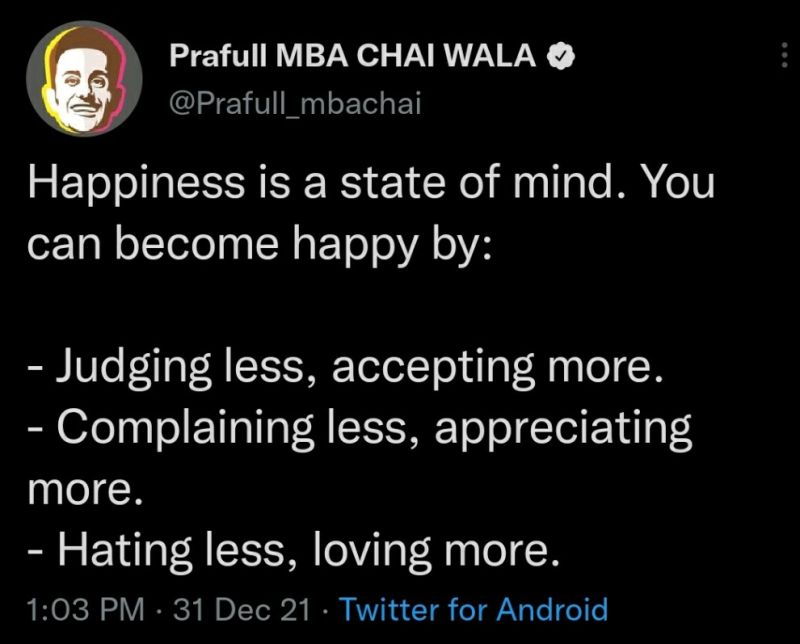 Prafull MBA CHAI WALA
@Prafull_mbachai
Happiness is a state of mind. You
can become happy by:
- Judging less, accepting more.
- Complaining less, appreciating
more.
- Hating less, loving more.
1:03 PM · 31 Dec 21 · Twitter for Android